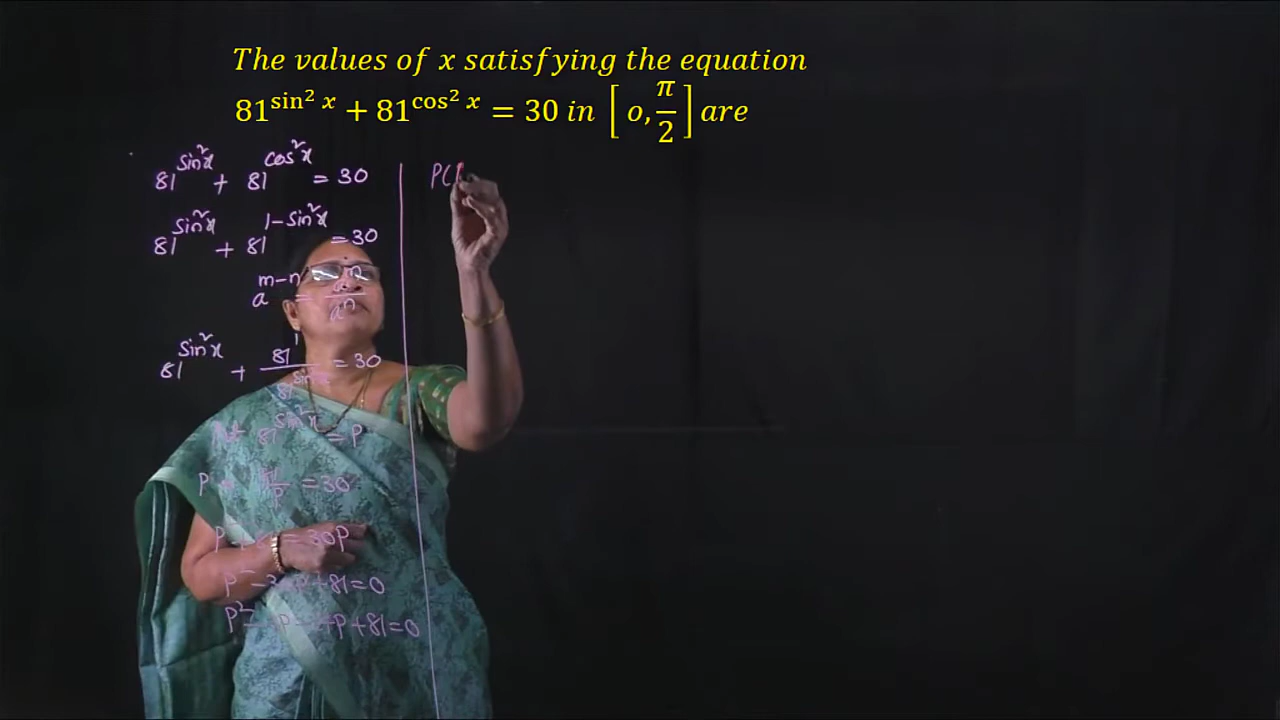 The values of x satisfying the equation
81^{sin² x} + 81^{cos² x} = 30 in [o, π/2] are
81^{Sin²x} + 81^{cos²x} = 30
81^{Sin²x} + 81^{1-Sin²x} = 30
a^{m-n} = a^m/a^n
81^{Sin²x} + 81^1/81^{Sin²x} = 30
81^{Sin²x} = P
P 81/P = 30
P = 30P
P² - P + 81 = 0
P² - P P + 81 = 0
P(